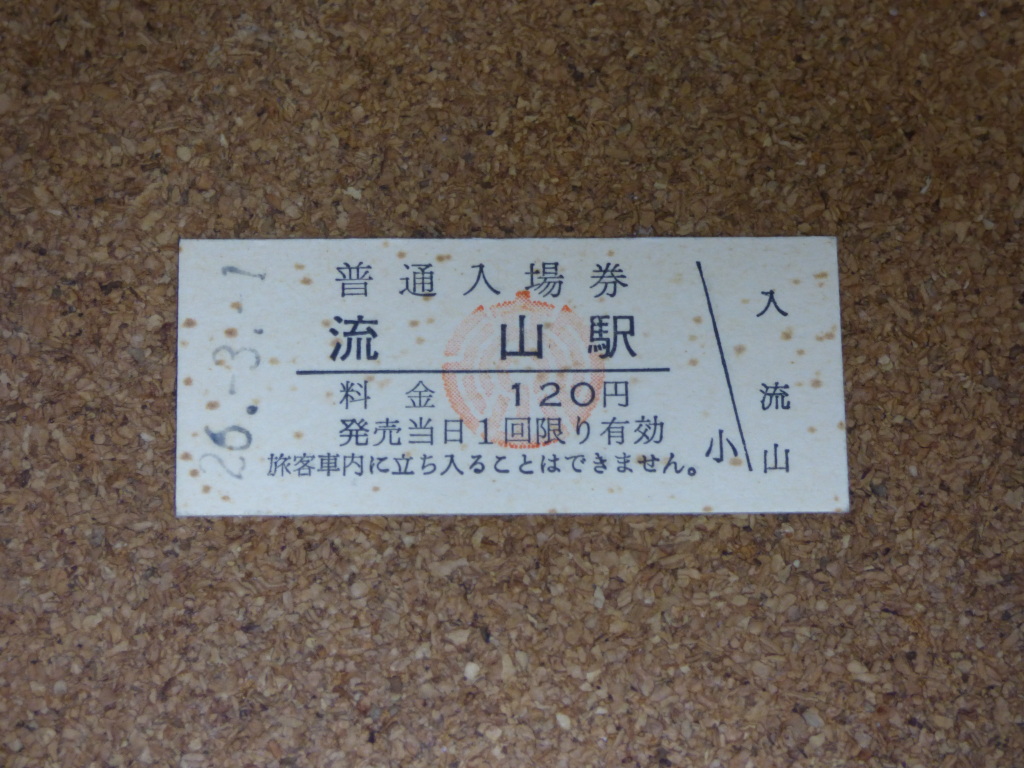 26.-3.-1
普通入場券
流山駅
料金 120円
発売当日1回限り有効
旅客車内に立ち入ることはできません。
小
入
流
山